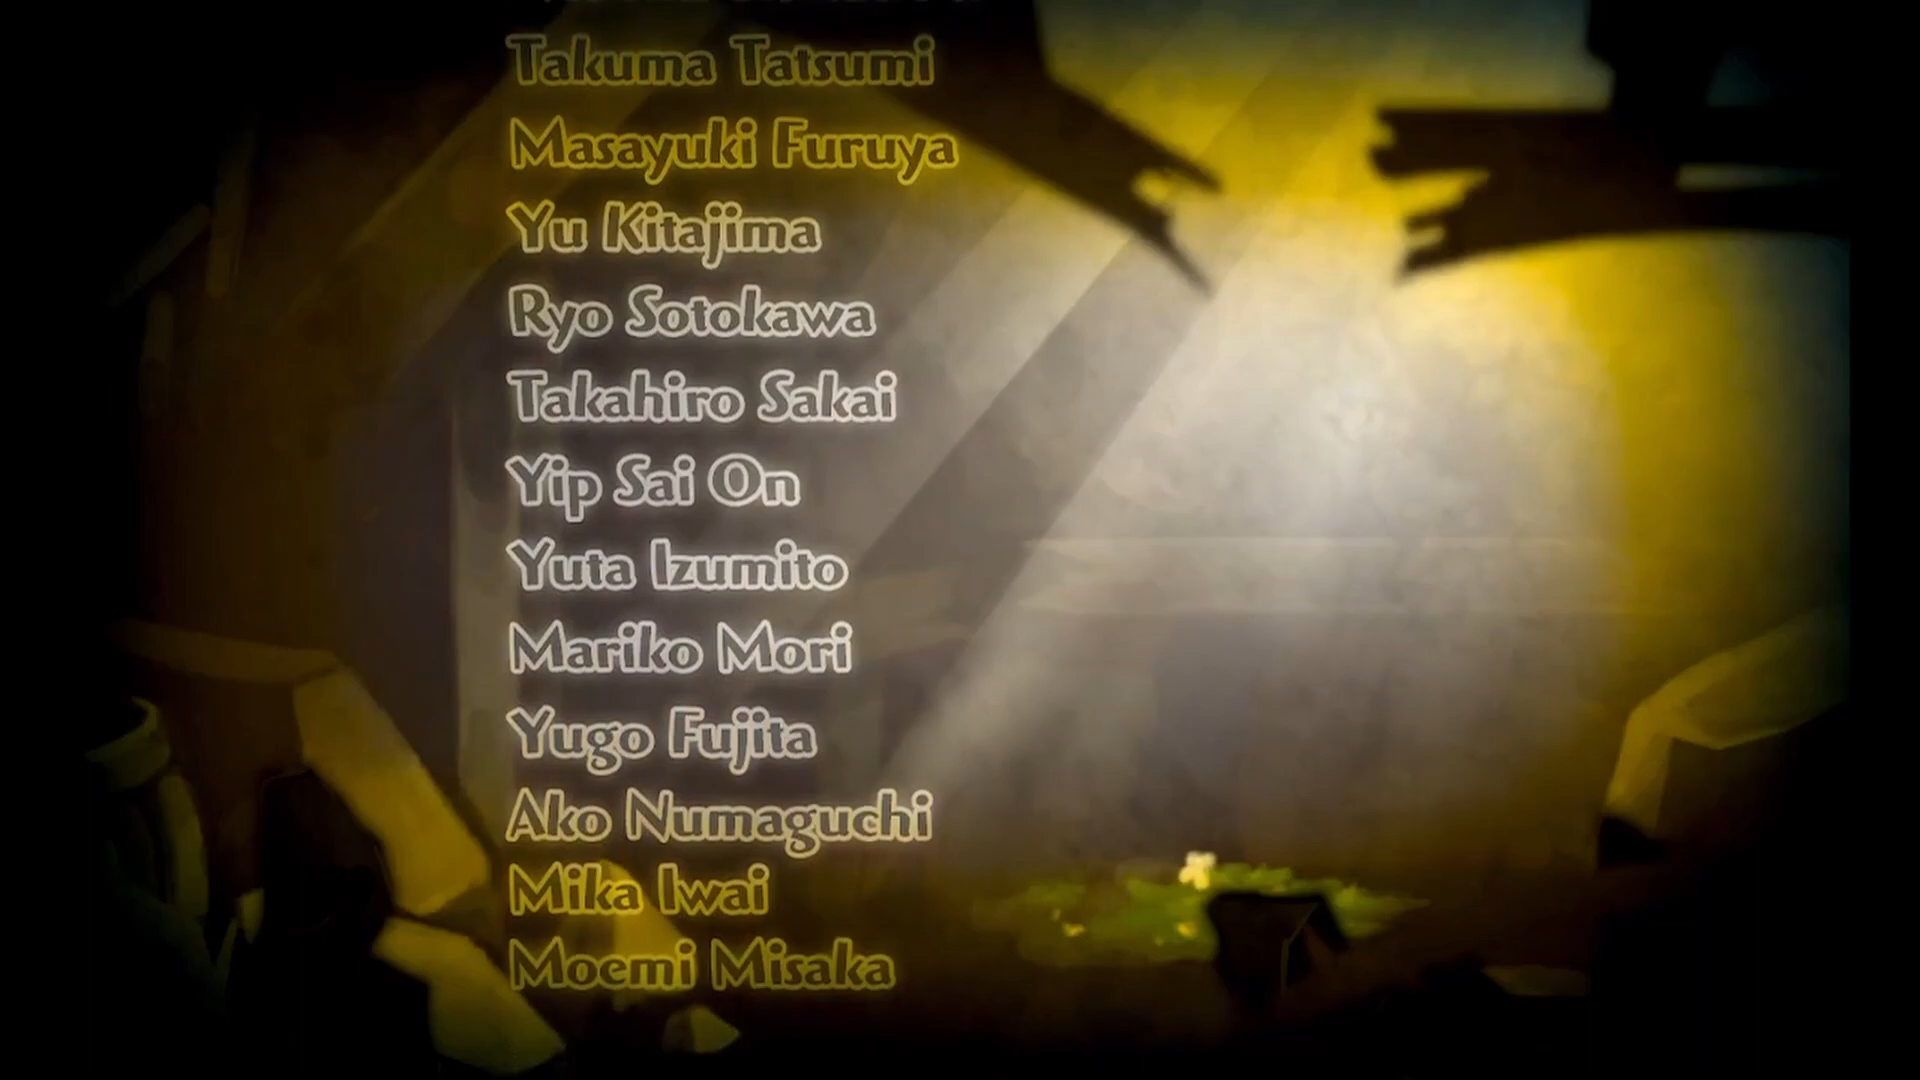 Takuma Tatsumi
Masayuki Furuya
Yu Kitajima
Ryo Sotokawa
Takahiro Sakai
Yip Sai On
Yuta Izumito
Mariko Mori
Yugo Fujita
Ako Numaguchi
Mika Iwai
Moemi Misaka